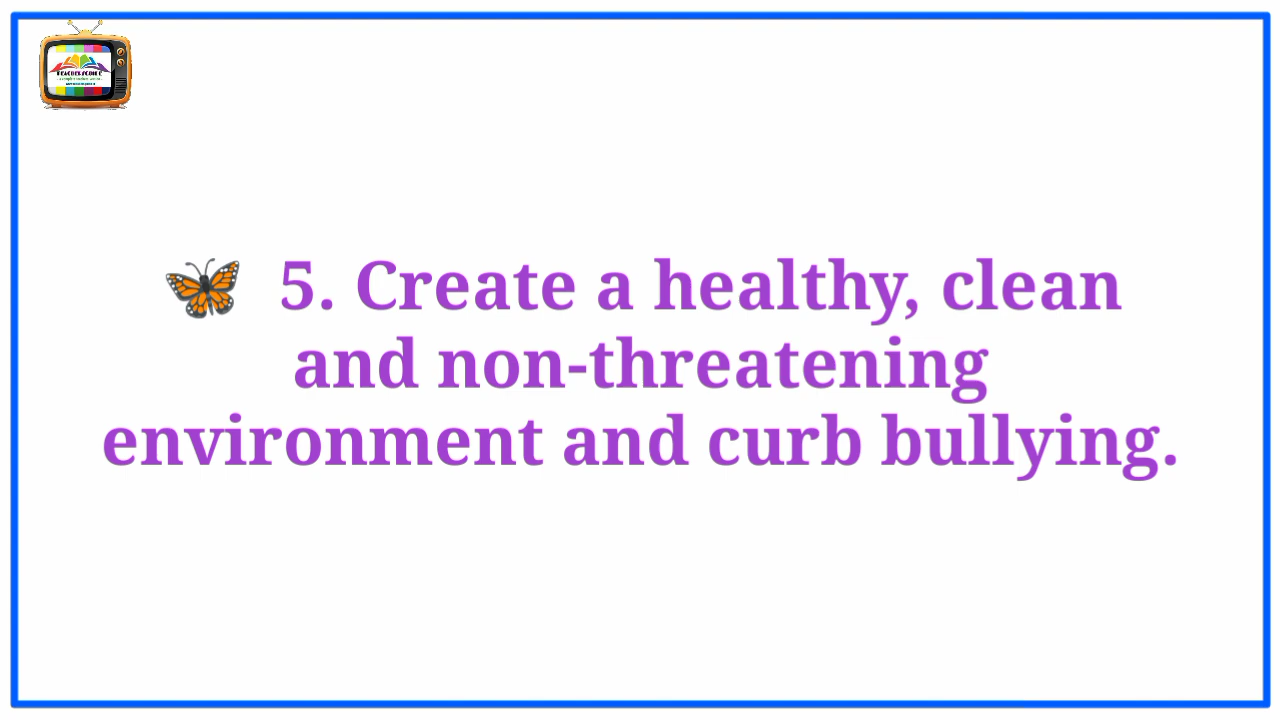 🦋 5. Create a healthy, clean
and non-threatening
environment and curb bullying.